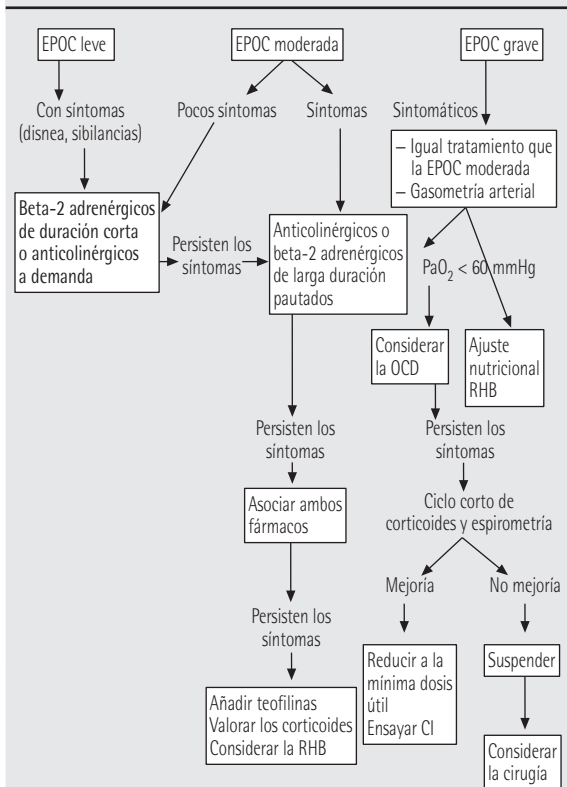 EPOC leve
EPOC moderada
EPOC grave
Con síntomas
(disnea, sibilancias)
Pocos síntomas
Síntomas
Sintomáticos
– Igual tratamiento que
la EPOC moderada
– Gasometría arterial
Beta-2 adrenérgicos
de duración corta
o anticolinérgicos
a demanda
Persisten los
síntomas
Anticolinérgicos o
beta-2 adrenérgicos
de larga duración
pautados
PaO2 < 60 mmHg
Considerar
la OCD
Ajuste
nutricional
RHB
Persisten los
síntomas
Persisten los
síntomas
Asociar ambos
fármacos
Ciclo corto de
corticoides y espirometría
Mejoría
No mejoría
Persisten los
síntomas
Reducir a la
mínima dosis
útil
Ensayar CI
Suspender
Añadir teofilinas
Valorar los corticoides
Considerar la RHB
Considerar
la cirugía